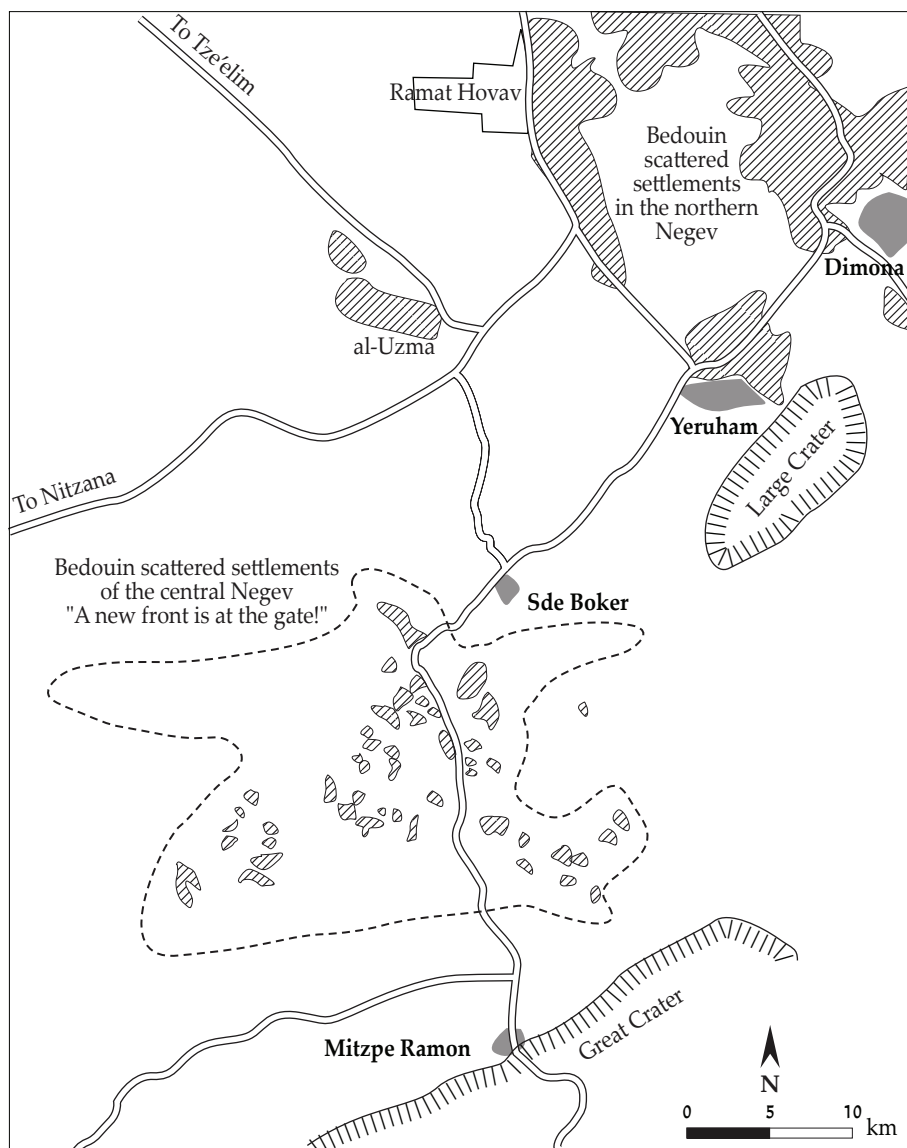 To Tze'elim
Ramat Hovav
Bedouin
scattered
settlements
in the northern
Negev
Dimona
al-Uzma
Yeruham
Large Crater
To Nitzana
Bedouin scattered settlements
of the central Negev
"A new front is at the gate!"
Sde Boker
Great Crater
Mitzpe Ramon
N
0 5 10
km